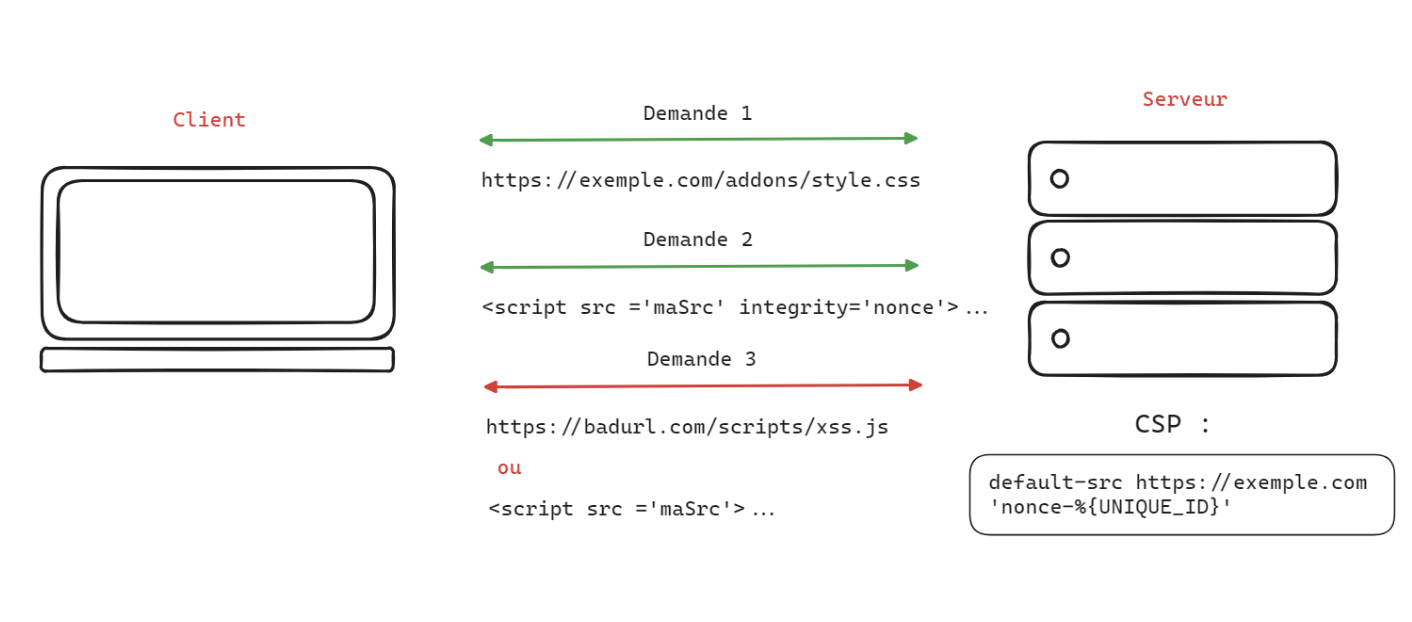 Client
Serveur
Demande 1
https://exemple.com/addons/style.css
Demande 2
<script src ='maSrc' integrity='nonce'>...
Demande 3
https://badurl.com/scripts/xss.js
ou
<script src ='maSrc'>...
CSP :
default-src https://exemple.com
'nonce-%{UNIQUE_ID}'